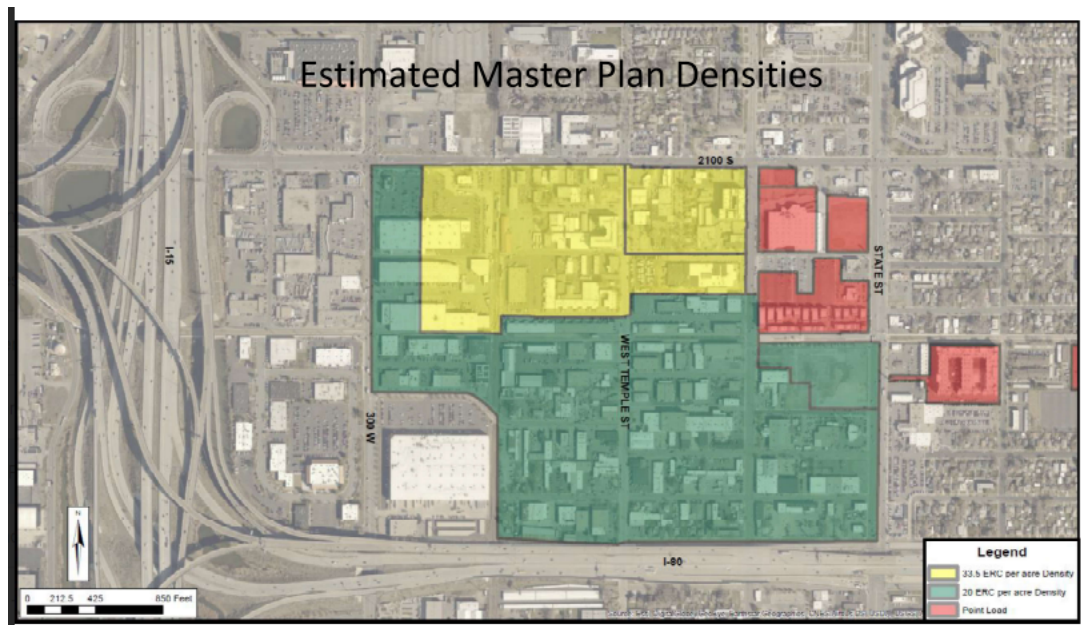 Estimated Master Plan Densities
2100 S
I-15
STATE ST
WEST TEMPLE ST
300 W
I-80
N
0 212.5 425 850 Feet
Legend
33.5 ERC per acre Density
20 ERC per acre Density
Point Load